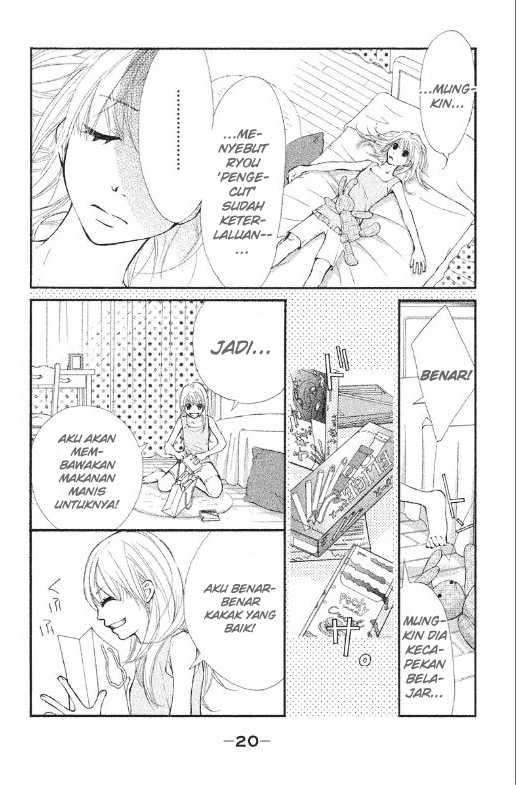 ...MUNG-
KIN...
...ME-
NYEBUT
RYOU
'PENGE-
CUT'
SUDAH
KETER-
LALUAN--
...
..........
BENAR!
MUNG-
KIN DIA
KECA-
PEKAN
BELA-
JAR...
JADI...
AKU AKAN
MEM-
BAWAKAN
MAKANAN
MANIS
UNTUKNYA!
AKU BENAR-
BENAR
KAKAK YANG
BAIK!
–20–